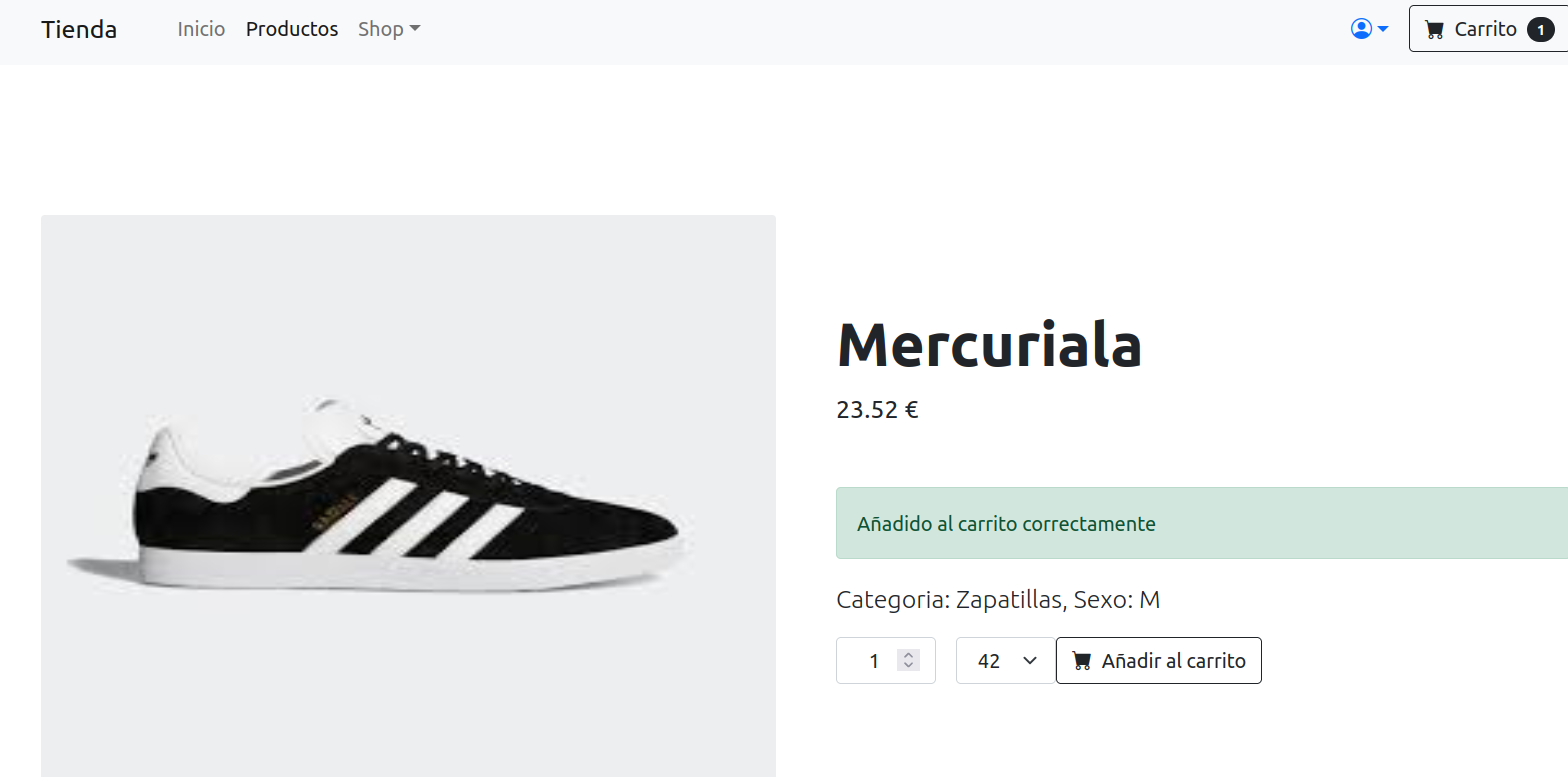 Tienda Inicio Productos Shop Carrito 1
Mercuriala
23.52 €
Añadido al carrito correctamente
Categoria: Zapatillas, Sexo: M
1 42 Añadir al carrito